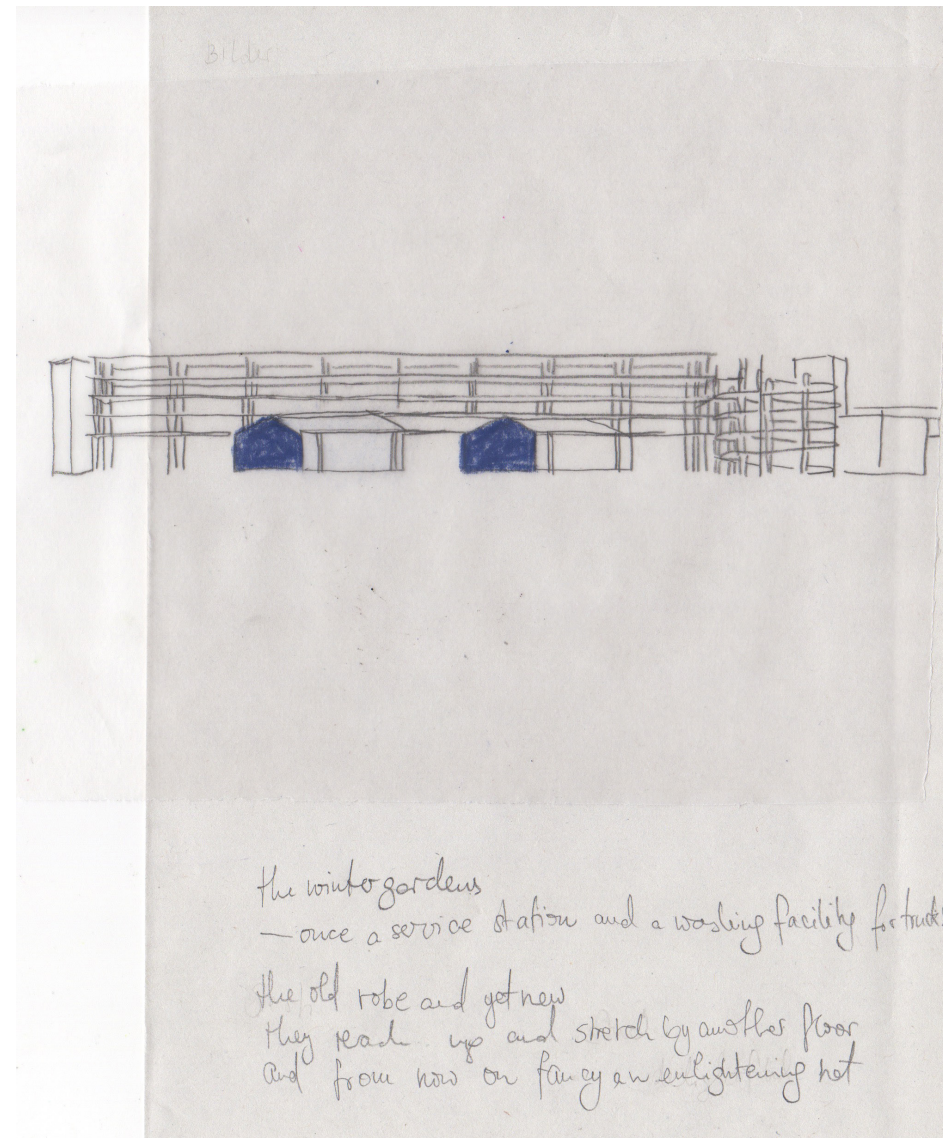 Bilder
the wintergardens
— once a service station and a washing facility for trucks
the old robe and yet new
they reach up and stretch by another floor
and from now on fancy an enlightening hat